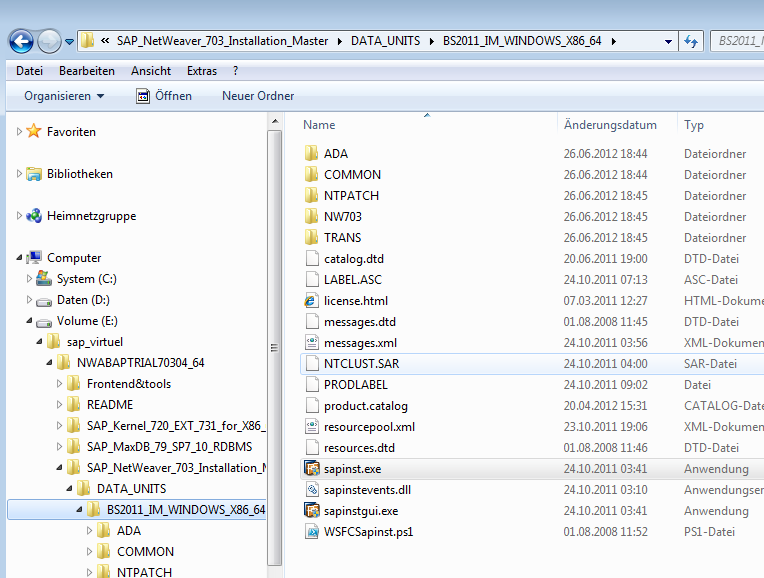 « SAP_NetWeaver_703_Installation_Master ▸ DATA_UNITS ▸ BS2011_IM_WINDOWS_X86_64 ▸ BS2011_I
Datei Bearbeiten Ansicht Extras ?
Organisieren Öffnen Neuer Ordner
Favoriten
Bibliotheken
Heimnetzgruppe
Computer
System (C:)
Daten (D:)
Volume (E:)
sap_virtuel
NWABAPTRIAL70304_64
Frontend&tools
README
SAP_Kernel_720_EXT_731_for_X86_
SAP_MaxDB_79_SP7_10_RDBMS
SAP_NetWeaver_703_Installation_M
DATA_UNITS
BS2011_IM_WINDOWS_X86_64
ADA
COMMON
NTPATCH
Name Änderungsdatum Typ
ADA 26.06.2012 18:44 Dateiordner
COMMON 26.06.2012 18:44 Dateiordner
NTPATCH 26.06.2012 18:45 Dateiordner
NW703 26.06.2012 18:44 Dateiordner
TRANS 26.06.2012 18:45 Dateiordner
catalog.dtd 20.06.2011 19:00 DTD-Datei
LABEL.ASC 24.10.2011 07:13 ASC-Datei
license.html 07.03.2011 12:27 HTML-Dokume
messages.dtd 01.08.2008 11:45 DTD-Datei
messages.xml 24.10.2011 03:56 XML-Dokumen
NTCLUST.SAR 24.10.2011 04:00 SAR-Datei
PRODLABEL 24.10.2011 09:02 Datei
product.catalog 20.04.2012 15:31 CATALOG-Date
resourcepool.xml 23.10.2011 19:06 XML-Dokumen
resources.dtd 01.08.2008 11:46 DTD-Datei
sapinst.exe 24.10.2011 03:41 Anwendung
sapinstevents.dll 24.10.2011 03:10 Anwendungser
sapinstgui.exe 24.10.2011 03:41 Anwendung
WSFCSapinst.ps1 01.08.2008 11:52 PS1-Datei